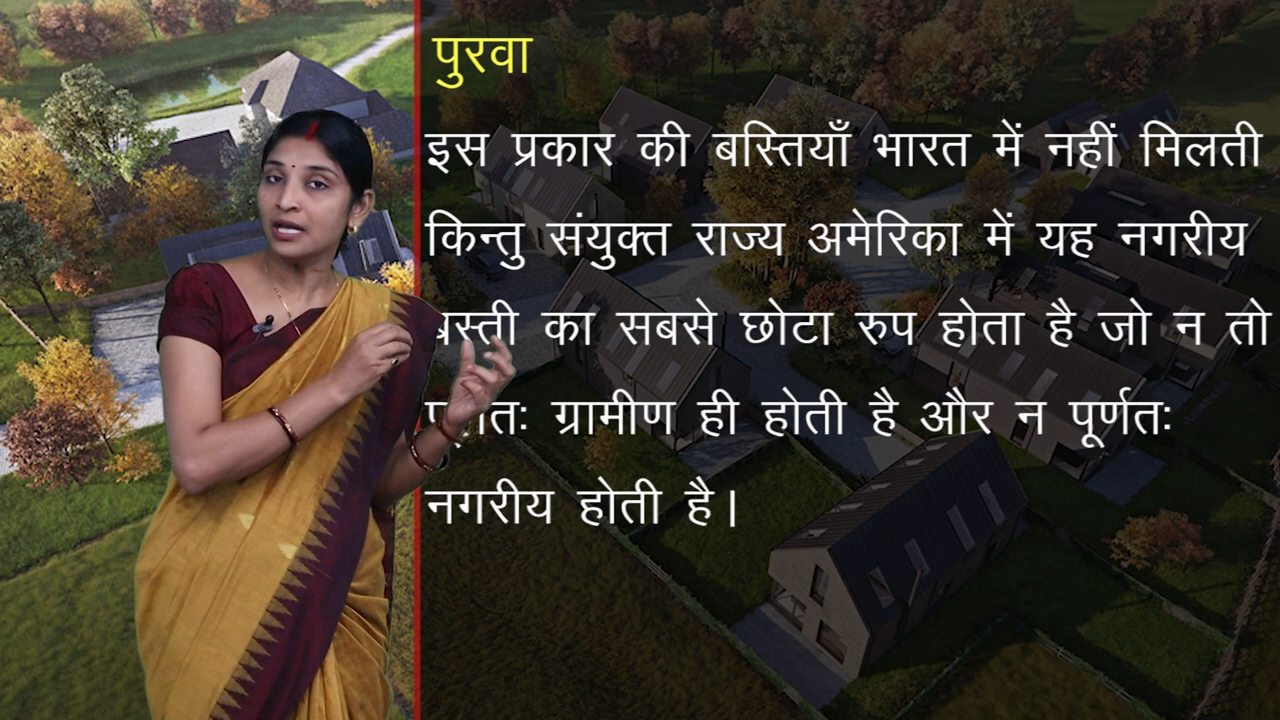 पुरवा
इस प्रकार की बस्तियाँ भारत में नहीं मिलती
किन्तु संयुक्त राज्य अमेरिका में यह नगरीय
बस्ती का सबसे छोटा रुप होता है जो न तो
ग्रामीण ही होती है और न पूर्णतः
नगरीय होती है।